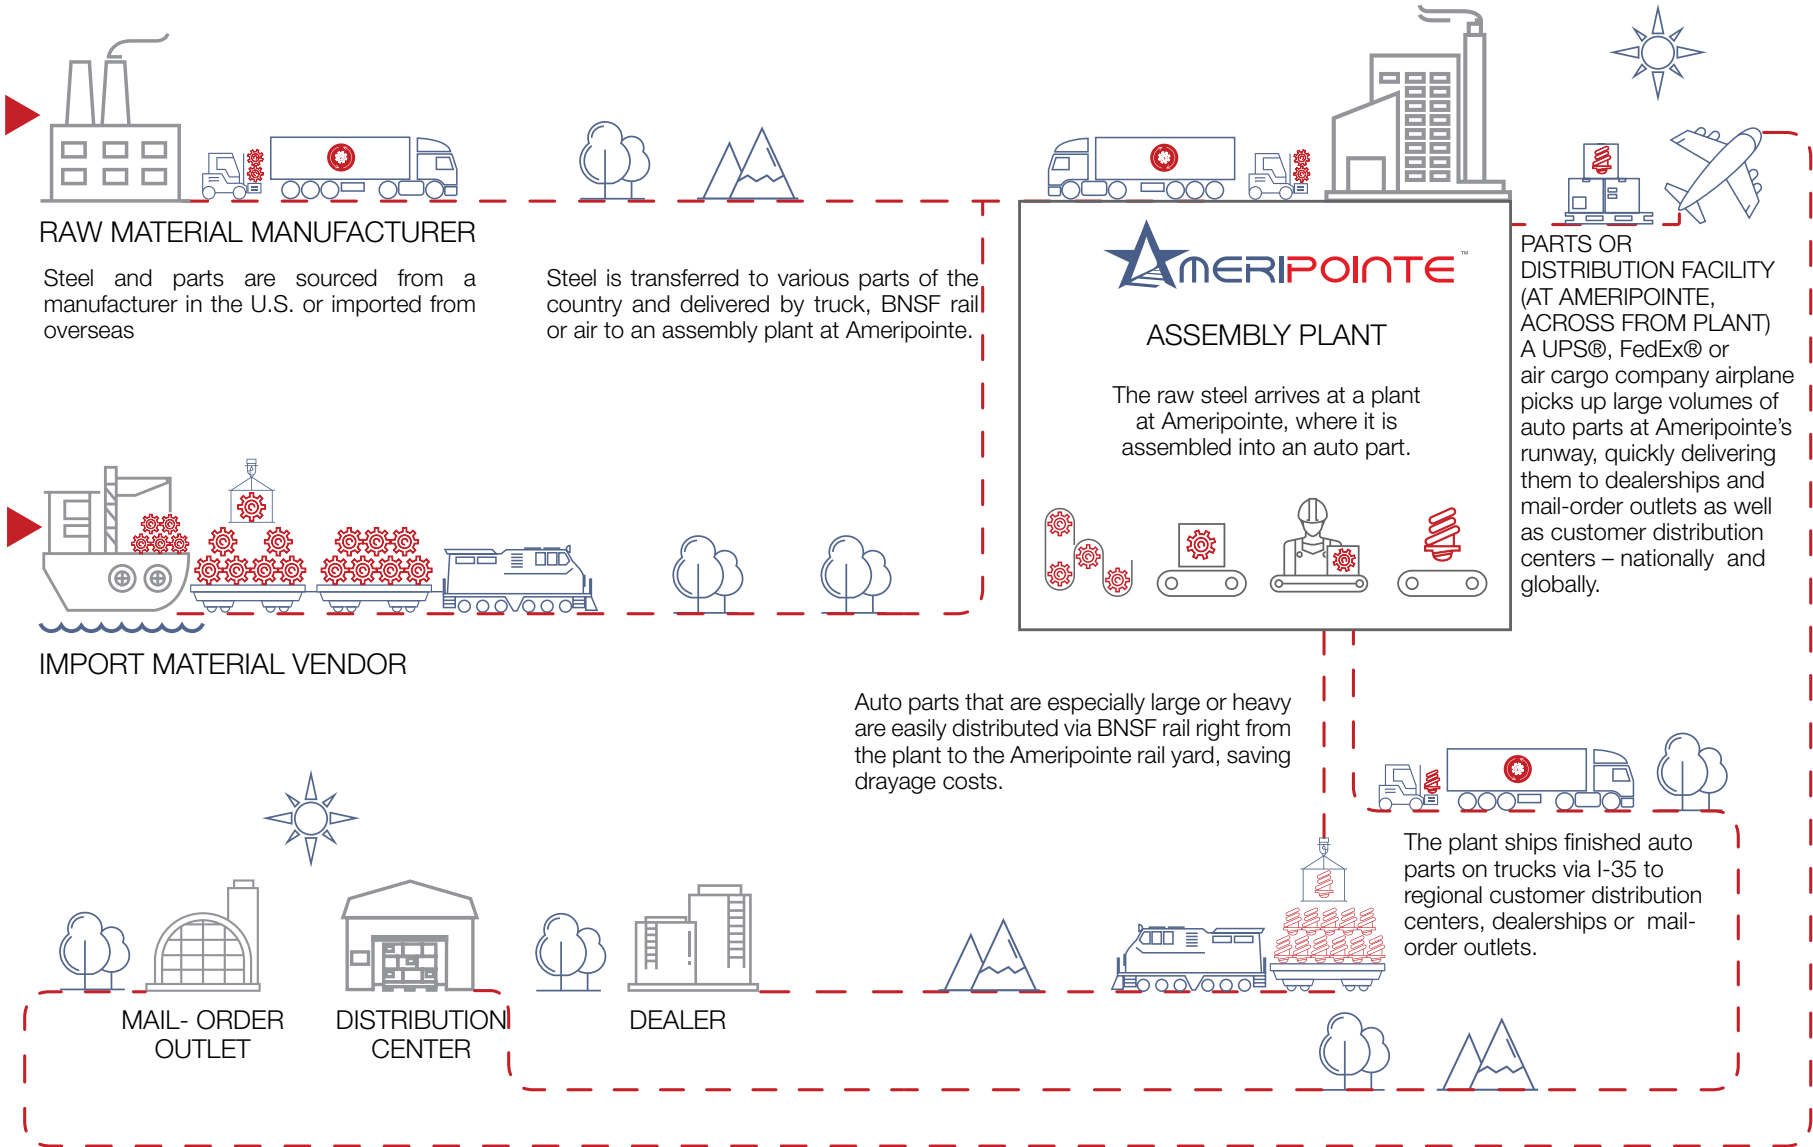 RAW MATERIAL MANUFACTURER
Steel and parts are sourced from a
manufacturer in the U.S. or imported from
overseas
Steel is transferred to various parts of the
country and delivered by truck, BNSF rail
or air to an assembly plant at Ameripointe.
AMERIPOINTE™
ASSEMBLY PLANT
The raw steel arrives at a plant
at Ameripointe, where it is
assembled into an auto part.
PARTS OR
DISTRIBUTION FACILITY
(AT AMERIPOINTE,
ACROSS FROM PLANT)
A UPS®, FedEx® or
air cargo company airplane
picks up large volumes of
auto parts at Ameripointe’s
runway, quickly delivering
them to dealerships and
mail-order outlets as well
as customer distribution
centers – nationally and
globally.
IMPORT MATERIAL VENDOR
Auto parts that are especially large or heavy
are easily distributed via BNSF rail right from
the plant to the Ameripointe rail yard, saving
drayage costs.
The plant ships finished auto
parts on trucks via I-35 to
regional customer distribution
centers, dealerships or mail-
order outlets.
MAIL- ORDER
OUTLET
DISTRIBUTION
CENTER
DEALER